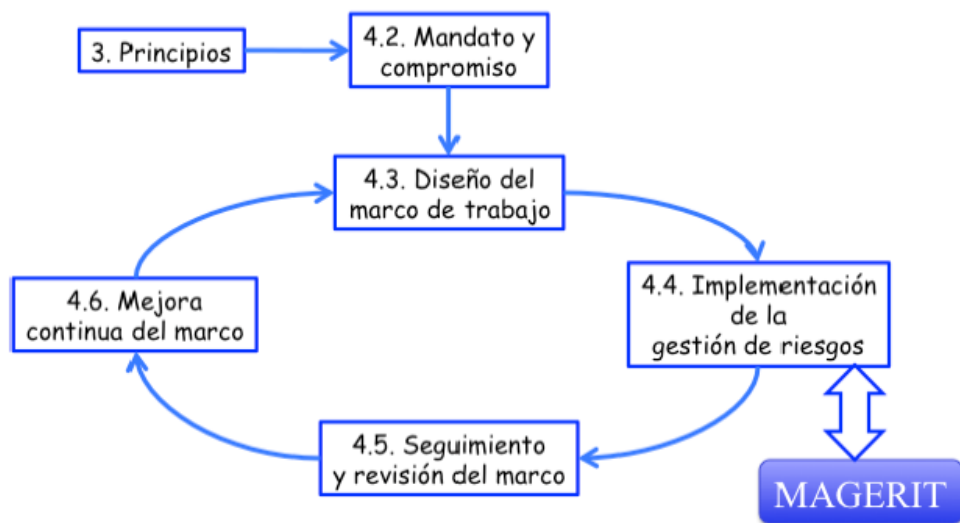 3. Principios
4.2. Mandato y
compromiso
4.3. Diseño del
marco de trabajo
4.4. Implementación
de la
gestión de riesgos
4.6. Mejora
continua del marco
4.5. Seguimiento
y revisión del marco
MAGERIT